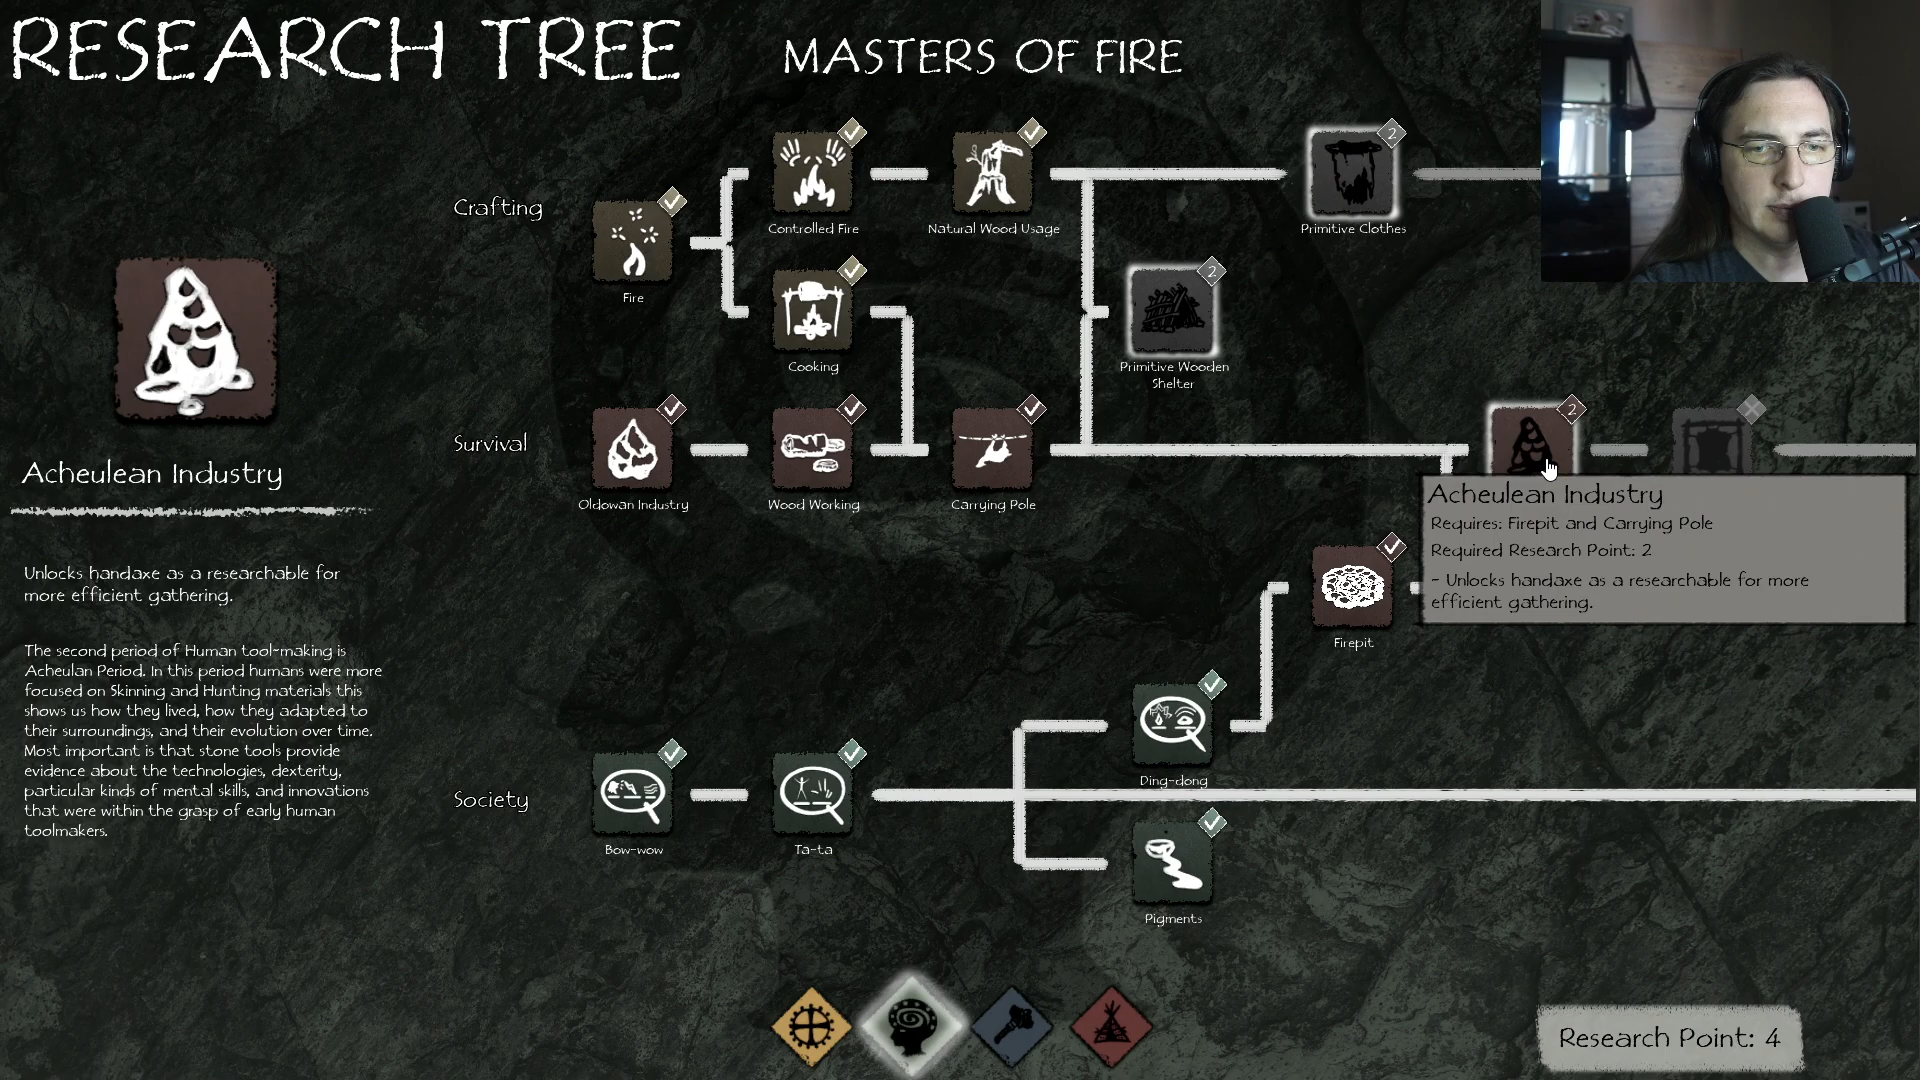 RESEARCH TREE
MASTERS OF FIRE
2
Crafting
Controlled Fire
Natural Wood Usage
Primitive Clothes
2
Fire
Cooking
Primitive Wooden
Shelter
2
Survival
Oldowan Industry
Wood Working
Carrying Pole
Acheulean Industry
Requires: Firepit and Carrying Pole
Required Research Point: 2
- Unlocks handaxe as a researchable for more
efficient gathering.
Firepit
Ding-dong
Society
Bow-wow
Ta-ta
Pigments
Acheulean Industry
Unlocks handaxe as a researchable for
more efficient gathering.
The second period of Human tool-making is
Acheulan Period. In this period humans were more
focused on Skinning and Hunting materials this
shows us how they lived, how they adapted to
their surroundings, and their evolution over time.
Most important is that stone tools provide
evidence about the technologies, dexterity,
particular kinds of mental skills, and innovations
that were within the grasp of early human
toolmakers.
Research Point: 4